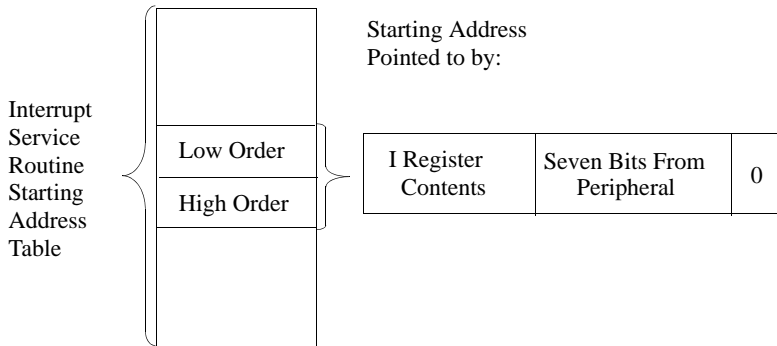 Starting Address
Pointed to by:
Interrupt
Service
Routine
Starting
Address
Table
Low Order
High Order
I Register
Contents
Seven Bits From
Peripheral
0